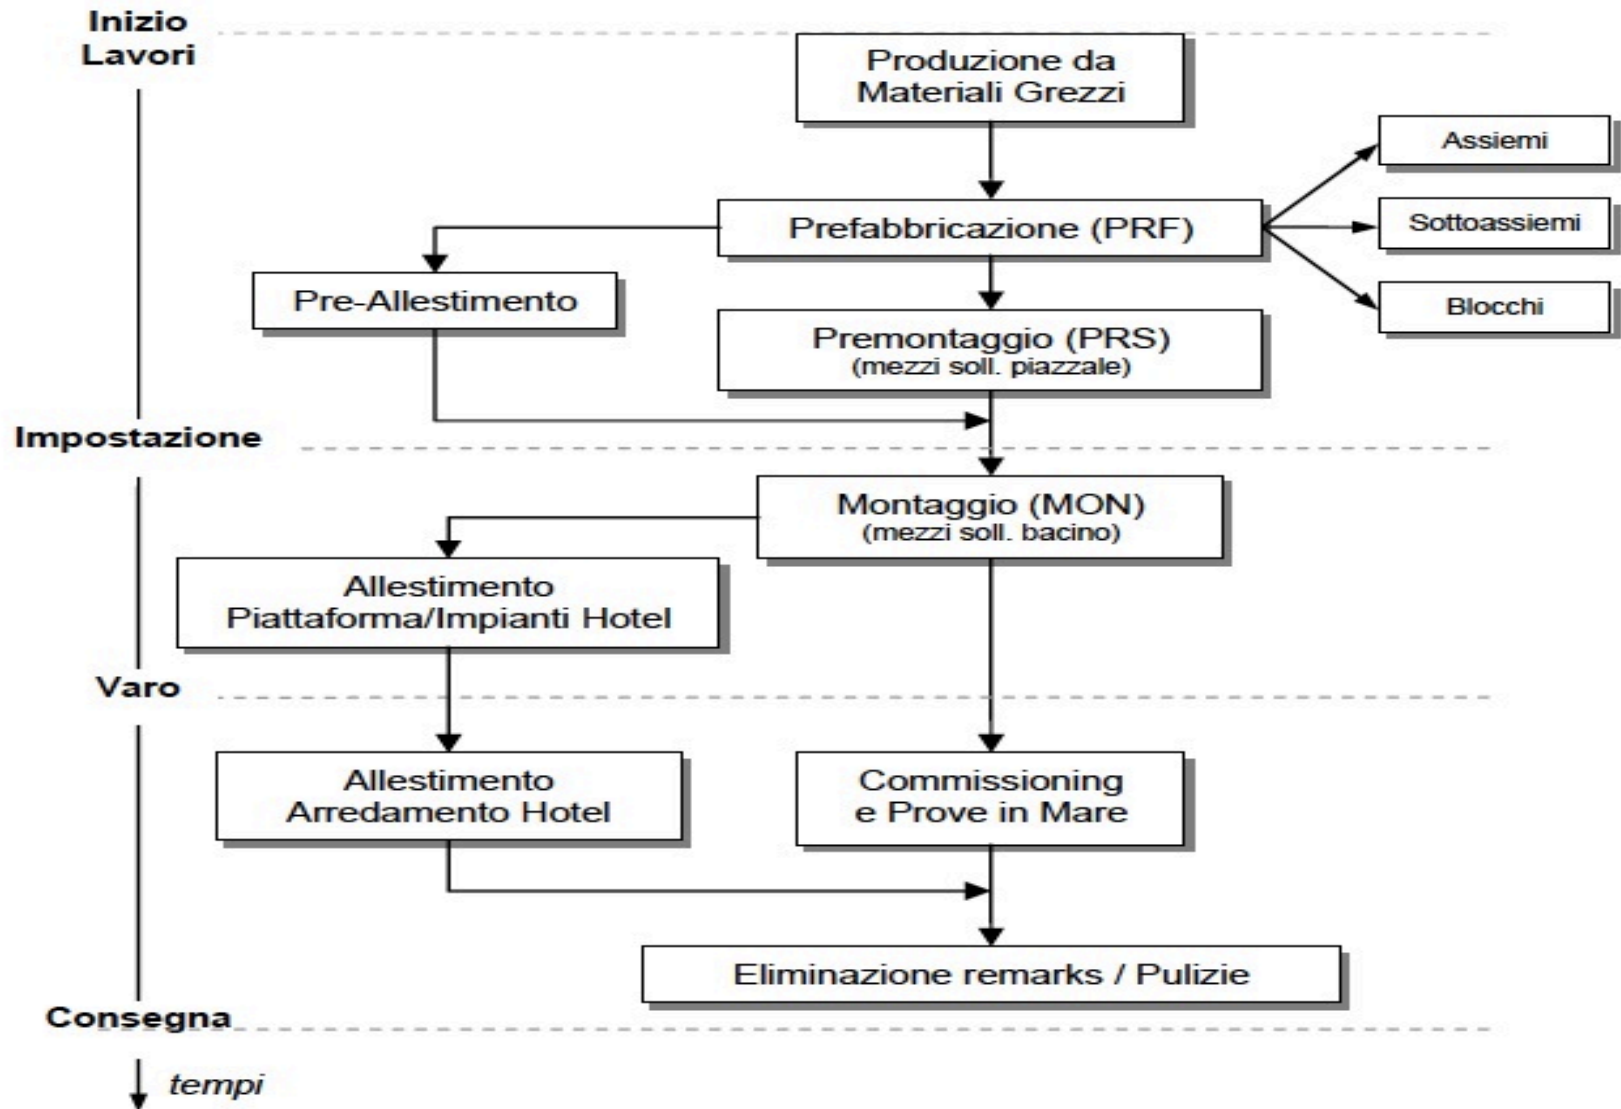 Inizio
Lavori
Produzione da
Materiali Grezzi
Assiemi
Prefabbricazione (PRF)
Sottoassiemi
Pre-Allestimento
Blocchi
Premontaggio (PRS)
(mezzi soll. piazzale)
Impostazione
Montaggio (MON)
(mezzi soll. bacino)
Allestimento
Piattaforma/Impianti Hotel
Varo
Allestimento
Arredamento Hotel
Commissioning
e Prove in Mare
Eliminazione remarks / Pulizie
Consegna
tempi